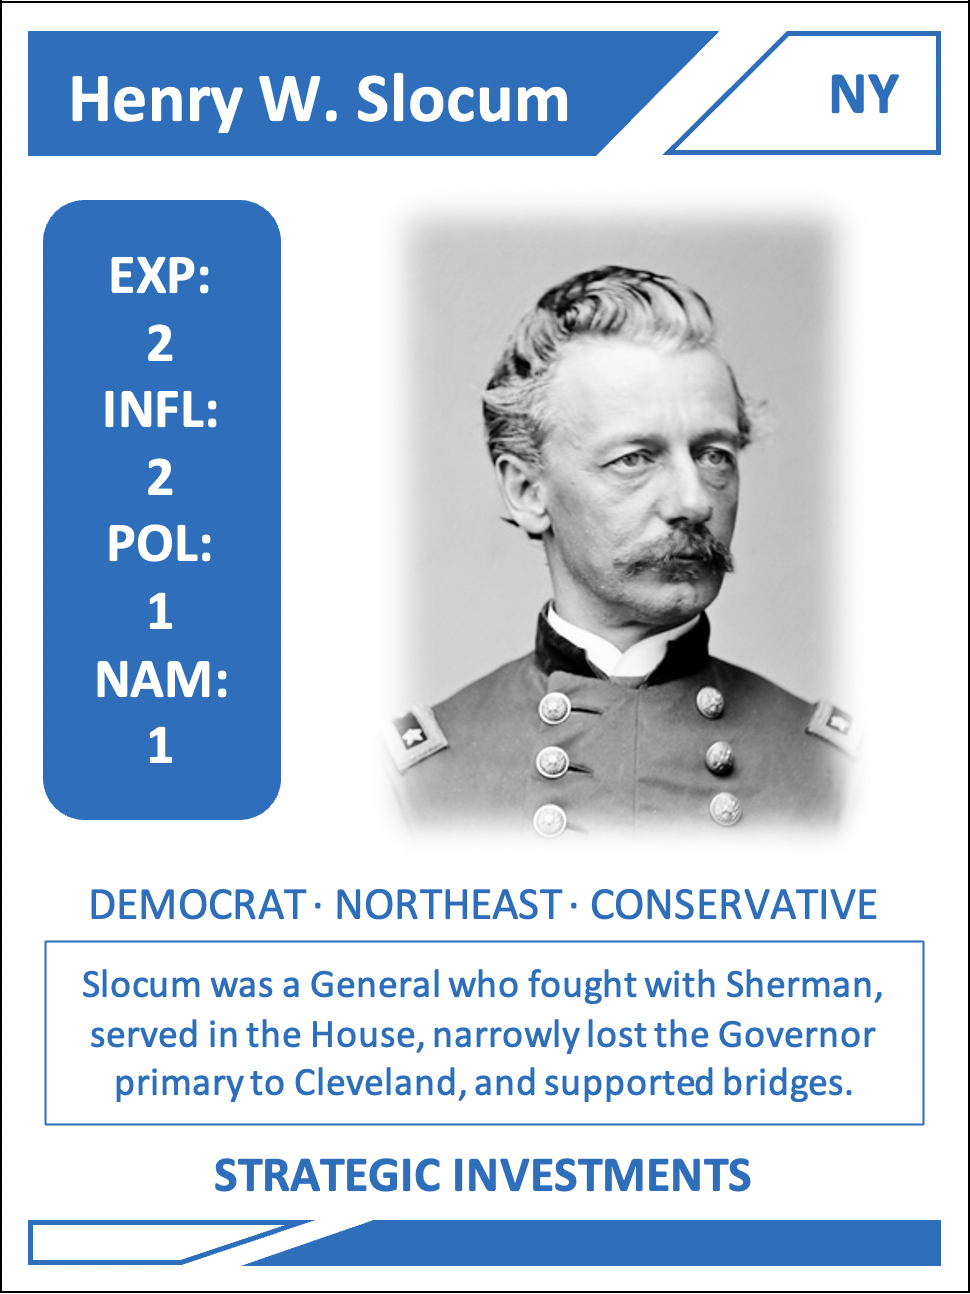 Henry W. Slocum
NY
EXP:
2
INFL:
2
POL:
1
NAM:
1
DEMOCRAT · NORTHEAST · CONSERVATIVE
Slocum was a General who fought with Sherman,
served in the House, narrowly lost the Governor
primary to Cleveland, and supported bridges.
STRATEGIC INVESTMENTS